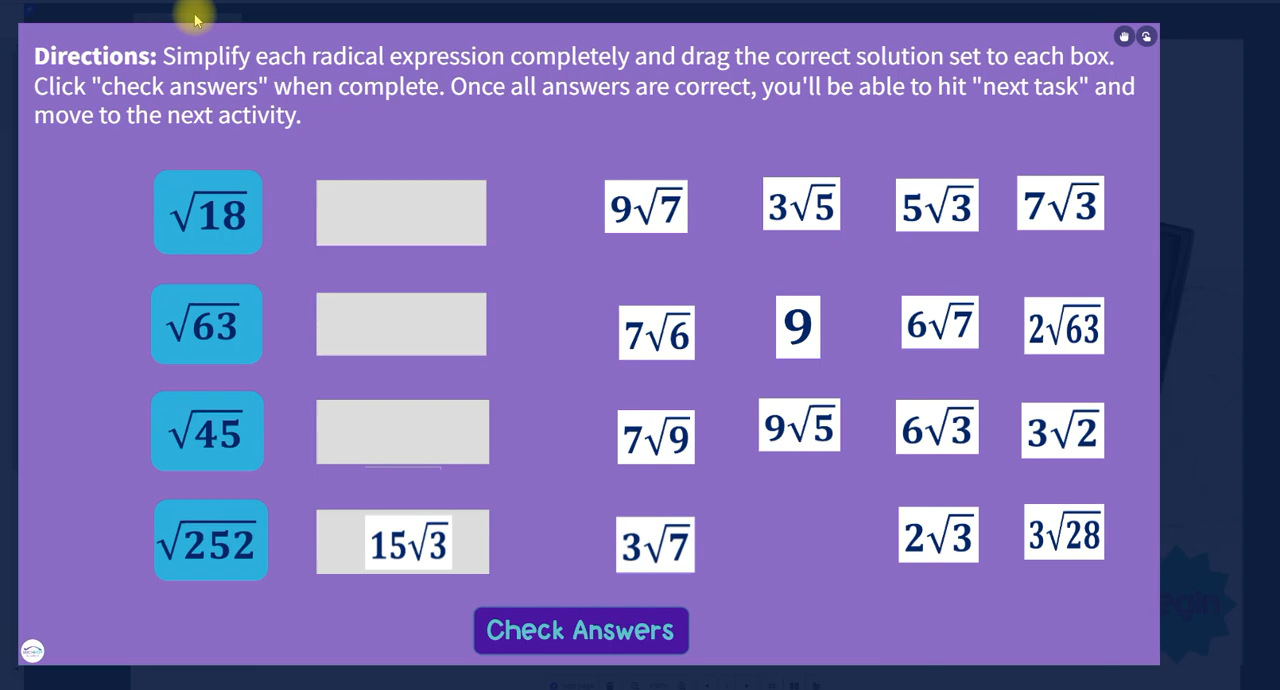 Directions: Simplify each radical expression completely and drag the correct solution set to each box.
Click "check answers" when complete. Once all answers are correct, you'll be able to hit "next task" and
move to the next activity.
√18 9√7 3√5 5√3 7√3
√63 7√6 9 6√7 2√63
√45 7√9 9√5 6√3 3√2
√252 15√3 3√7 2√3 3√28
Check Answers